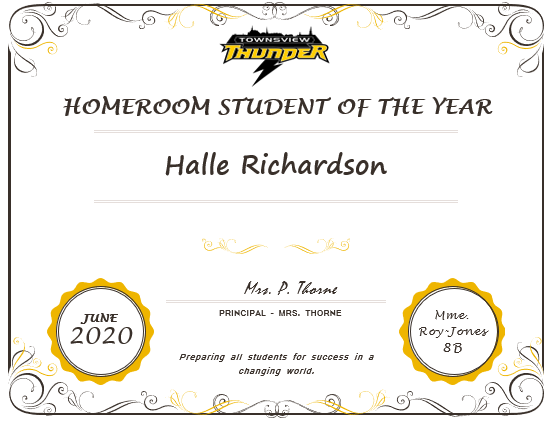 TOWNSVIEW
THUNDER
HOMEROOM STUDENT OF THE YEAR
Halle Richardson
Mrs. P. Thorne
PRINCIPAL - MRS. THORNE
JUNE
2020
Mme.
Roy-Jones
8B
Preparing all students for success in a
changing world.